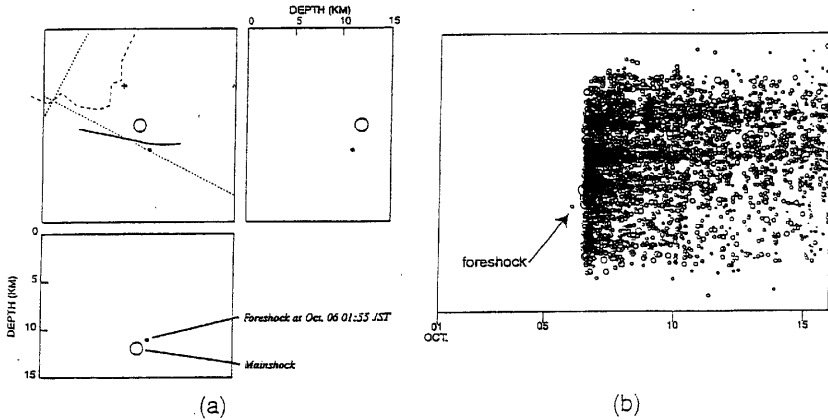 DEPTH (KM)
0 5 10 15
0
5
10
15
DEPTH (KM)
Foreshock at Oct. 06 01:55 JST
Mainshock
(a)
foreshock
01 05 10 15
OCT.
(b)